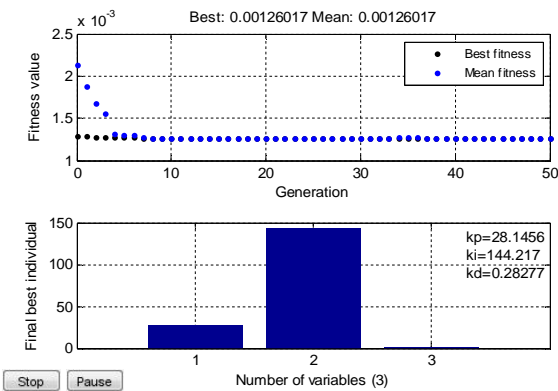 Best: 0.00126017 Mean: 0.00126017
x 10^-3
2.5
2
1.5
1
Fitness value
Best fitness
Mean fitness
0 10 20 30 40 50
Generation
150
100
50
0
Final best individual
kp=28.1456
ki=144.217
kd=0.28277
1 2 3
Number of variables (3)
Stop Pause